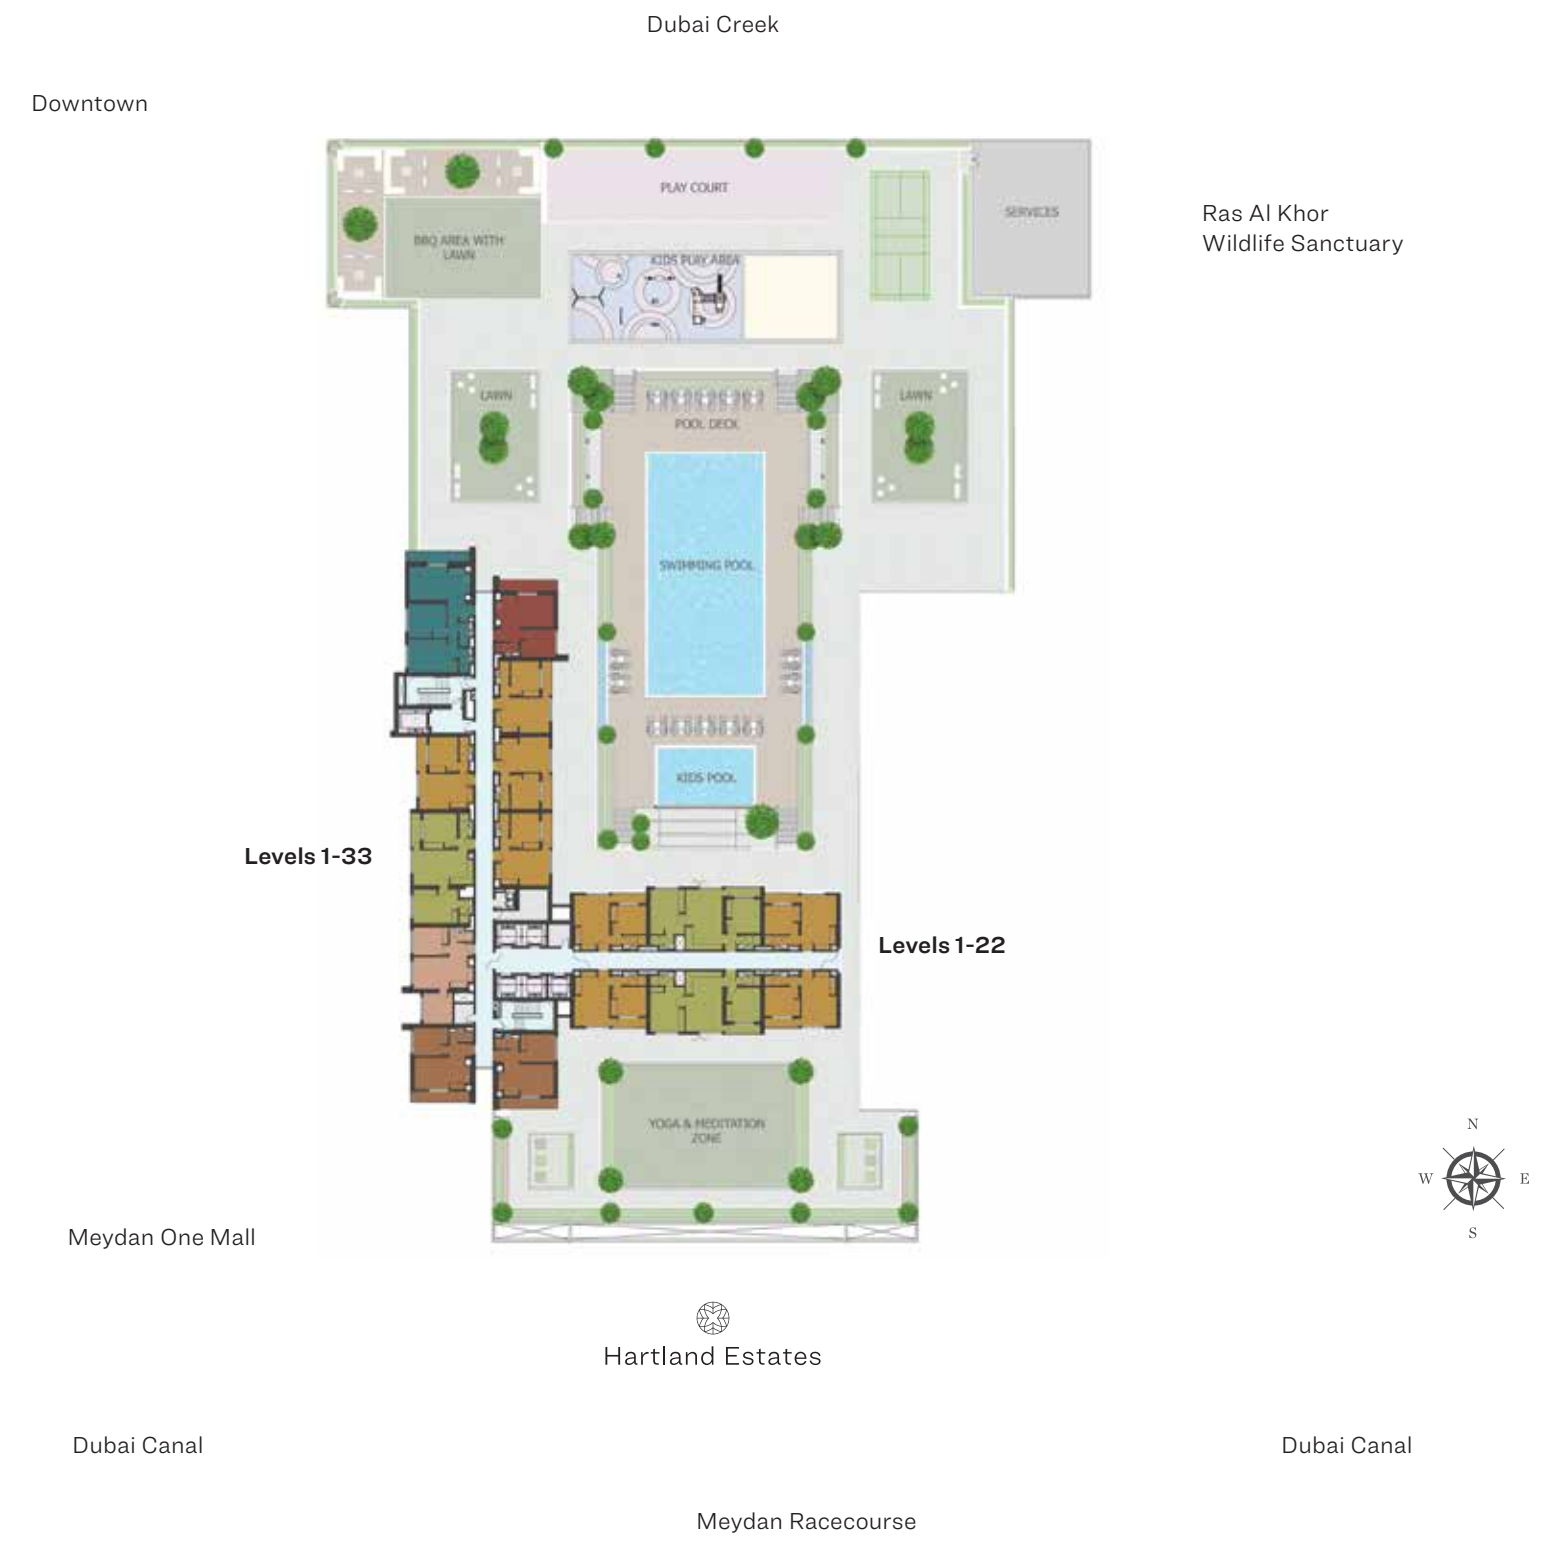 Dubai Creek
Downtown
PLAY COURT
SERVICES
Ras Al Khor
Wildlife Sanctuary
BBQ AREA WITH
LAWN
KIDS PLAY AREA
LAWN
LAWN
POOL DECK
SWIMMING POOL
KIDS POOL
Levels 1-33
Levels 1-22
YOGA & MEDITATION
ZONE
N
W
E
S
Meydan One Mall
Hartland Estates
Dubai Canal
Dubai Canal
Meydan Racecourse